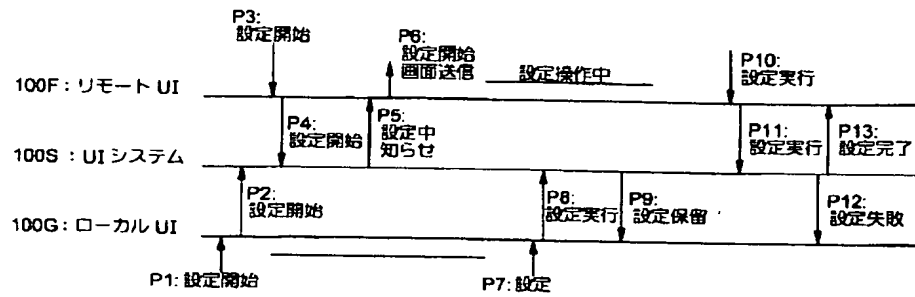 P3:
設定開始
P6:
設定開始
画面送信
設定操作中
P10:
設定実行
100F：リモート UI
P4:
設定開始
P5:
設定中
知らせ
P11:
設定実行
P13:
設定完了
100S：UI システム
P2:
設定開始
P8:
設定実行
P9:
設定保留
P12:
設定失敗
100G：ローカル UI
P1: 設定開始
P7: 設定